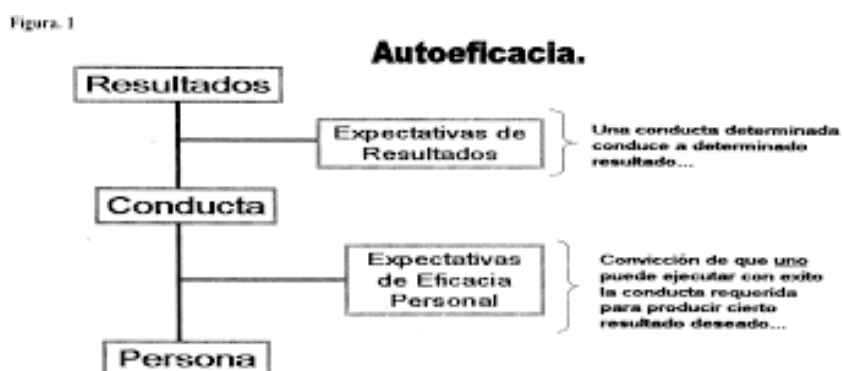 Figura. 1
Autoeficacia.
Resultados
Expectativas de
Resultados
Una conducta determinada
conduce a determinado
resultado...
Conducta
Expectativas
de Eficacia
Personal
Convicción de que uno
puede ejecutar con exito
la conducta requerida
para producir cierto
resultado deseado...
Persona